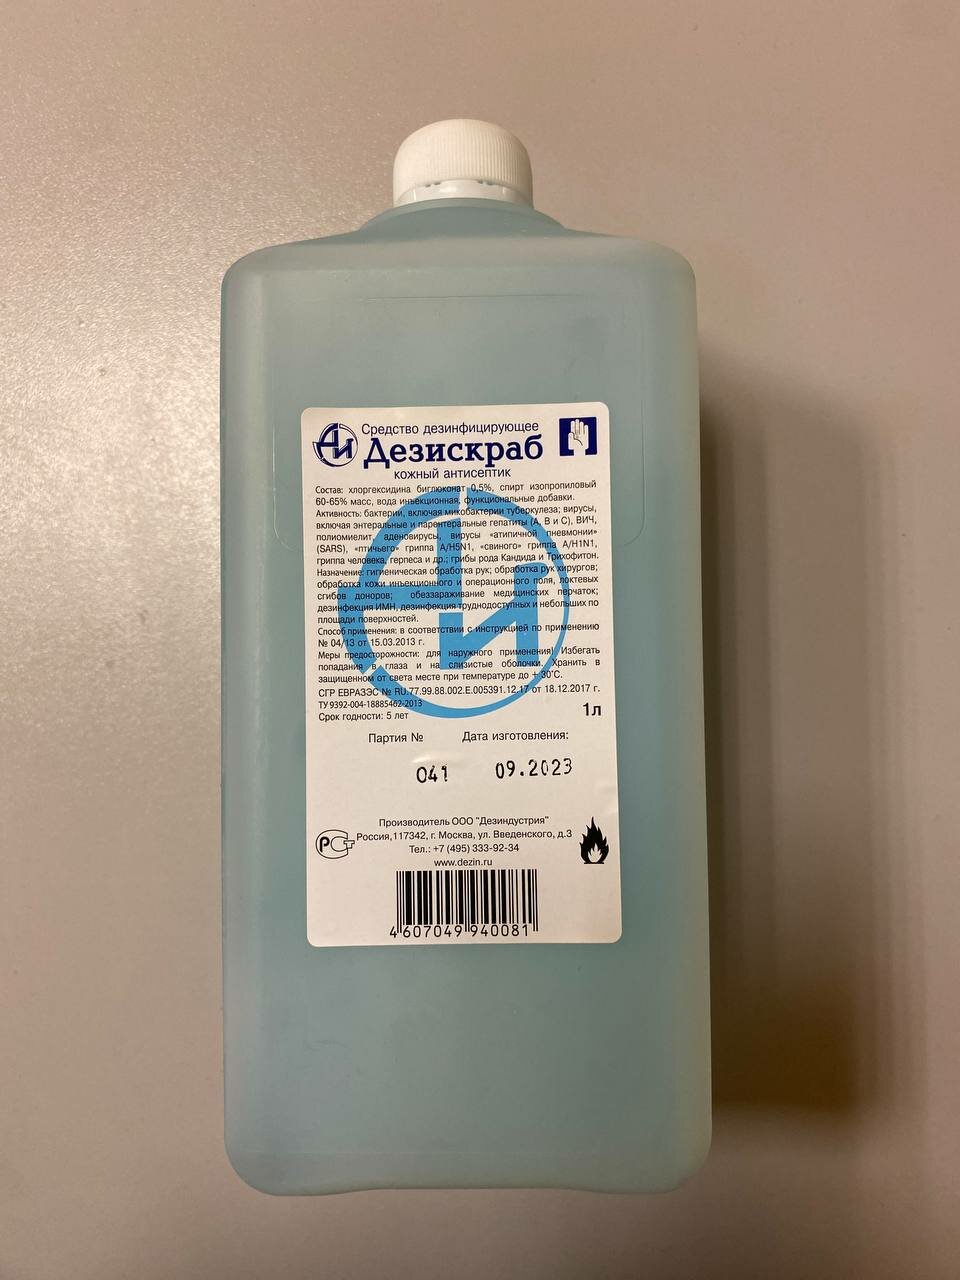 Средство дезинфицирующее
Дезискраб
кожный антисептик
Состав: хлоргексидина биглюконат 0,5%, спирт изопропиловый
60-65% масс, вода инъекционная, функциональные добавки.
Активность: бактерии, включая микобактерии туберкулеза; вирусы,
включая энтеральные и парентеральные гепатиты (А, В и С), ВИЧ,
полиомиелит, аденовирусы, вирусы «атипичной пневмонии»
(SARS), «птичьего» гриппа A/H5N1, «свиного» гриппа A/H1N1,
гриппа человека, герпеса и др.; грибы рода Кандида и Трихофитон.
Назначение: гигиеническая обработка рук; обработка рук хирургов;
обработка кожи инъекционного и операционного поля, локтевых
сгибов доноров; обеззараживание медицинских перчаток;
дезинфекция ИМН, дезинфекция труднодоступных и небольших по
площади поверхностей.
Способ применения: в соответствии с инструкцией по применению
№ 04/13 от 15.03.2013 г.
Меры предосторожности: для наружного применения! Избегать
попадания в глаза и на слизистые оболочки. Хранить в
защищенном от света месте при температуре до + 30°С.
СГР ЕВРАЗЭС № RU.77.99.88.002.E.005391.12.17 от 18.12.2017 г.
ТУ 9392-004-18885462-2013
Срок годности: 5 лет
1л
Партия № Дата изготовления:
041 09.2023
Производитель ООО "Дезиндустрия"
Россия,117342, г. Москва, ул. Введенского, д.3
Тел.: +7 (495) 333-92-34
www.dezin.ru
4 607049 940081